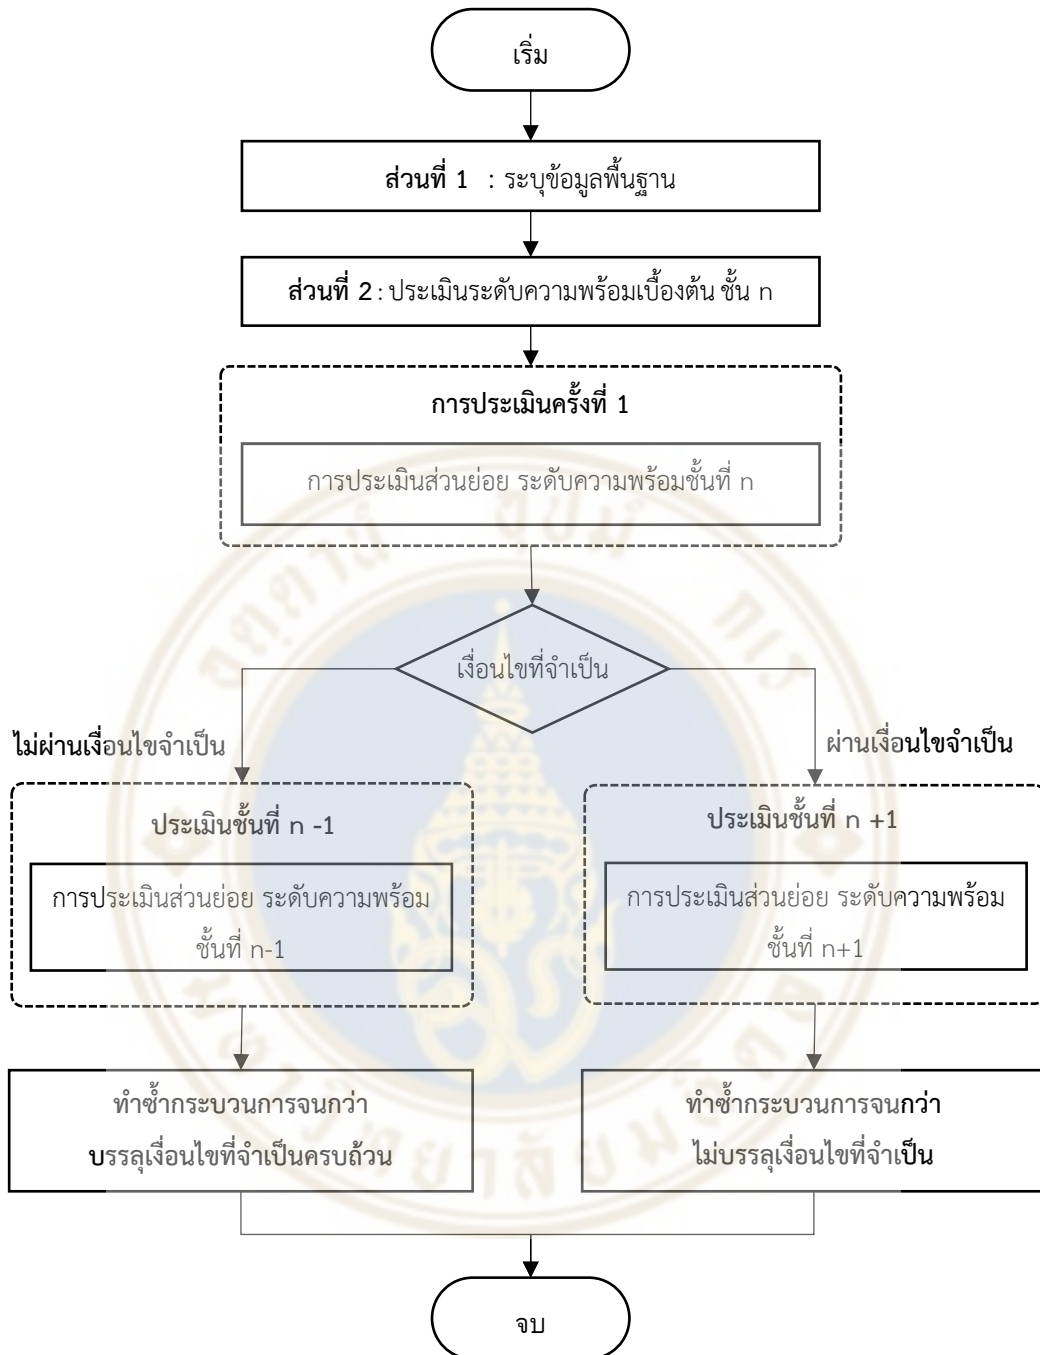 เริ่ม
ส่วนที่ 1 : ระบุข้อมูลพื้นฐาน
ส่วนที่ 2 : ประเมินระดับความพร้อมเบื้องต้น ชั้น n
การประเมินครั้งที่ 1
การประเมินส่วนย่อย ระดับความพร้อมชั้นที่ n
เงื่อนไขที่จำเป็น
ไม่ผ่านเงื่อนไขจำเป็น
ผ่านเงื่อนไขจำเป็น
ประเมินชั้นที่ n -1
การประเมินส่วนย่อย ระดับความพร้อม
ชั้นที่ n-1
ประเมินชั้นที่ n +1
การประเมินส่วนย่อย ระดับความพร้อม
ชั้นที่ n+1
ทำซ้ำกระบวนการจนกว่า
บรรลุเงื่อนไขที่จำเป็นครบถ้วน
ทำซ้ำกระบวนการจนกว่า
ไม่บรรลุเงื่อนไขที่จำเป็น
จบ